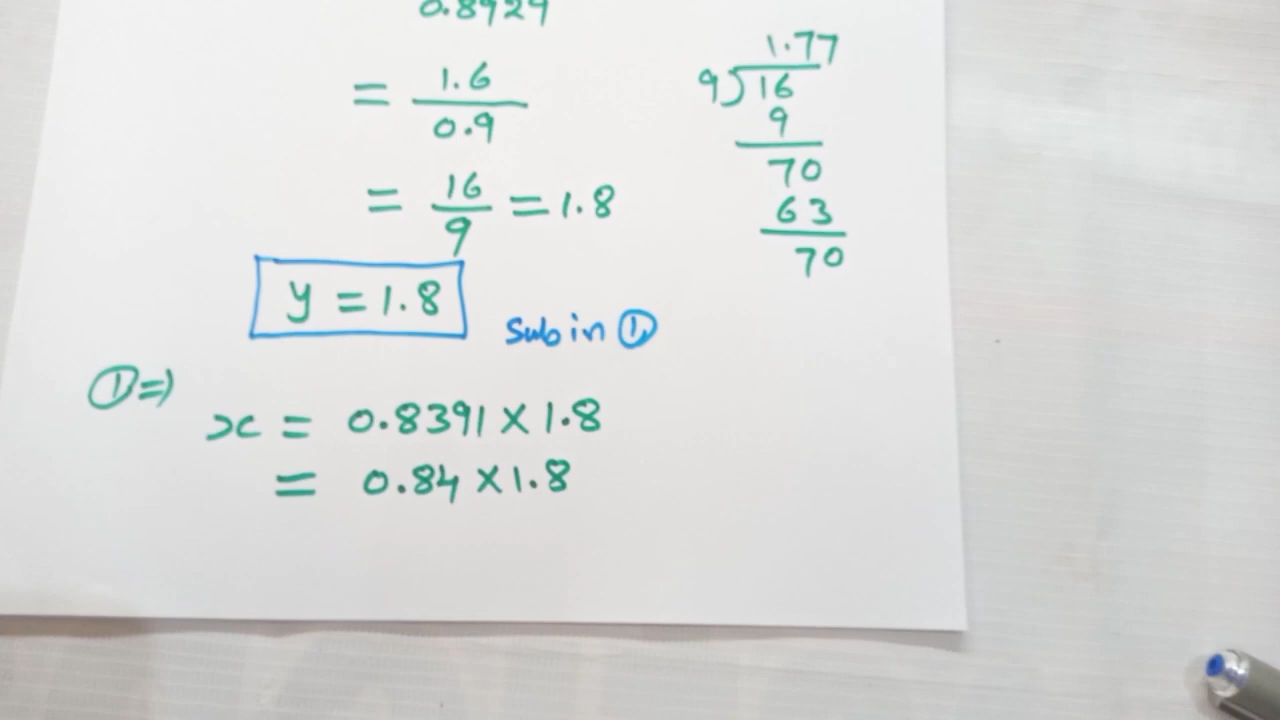 0.8929
= 1.6 / 0.9
= 16 / 9 = 1.8
y = 1.8
Sub in ①
① ⇒
x = 0.8391 × 1.8
= 0.84 × 1.8
1.77
9 ) 16
9
70
63
70